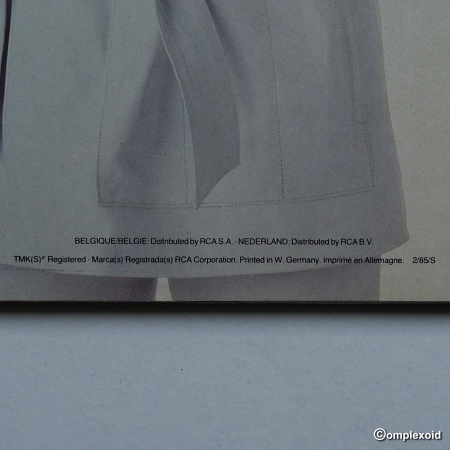 BELGIQUE/BELGIE: Distributed by RCA S.A. · NEDERLAND: Distributed by RCA B.V.
TMK(S)® Registered · Marca(s) Registrada(s) RCA Corporation. Printed in W. Germany. Imprimé en Allemagne. 2/85/S
©omplexoid